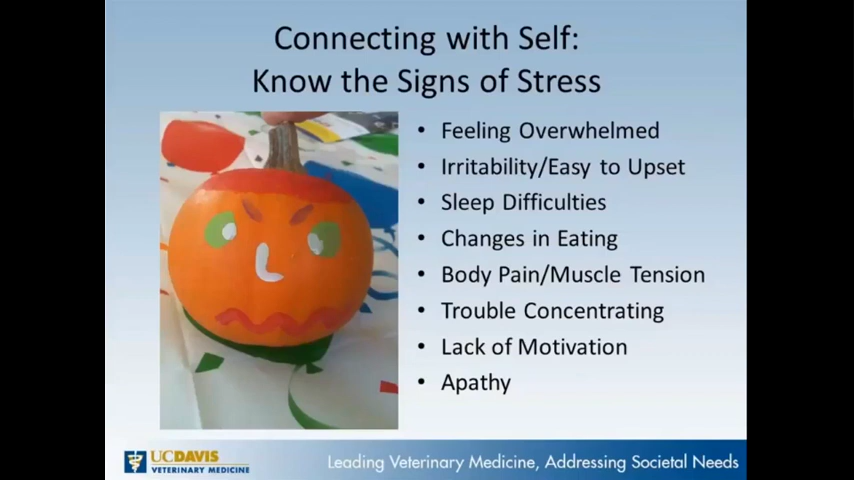 Connecting with Self:
Know the Signs of Stress
• Feeling Overwhelmed
• Irritability/Easy to Upset
• Sleep Difficulties
• Changes in Eating
• Body Pain/Muscle Tension
• Trouble Concentrating
• Lack of Motivation
• Apathy
UCDAVIS
VETERINARY MEDICINE
Leading Veterinary Medicine, Addressing Societal Needs